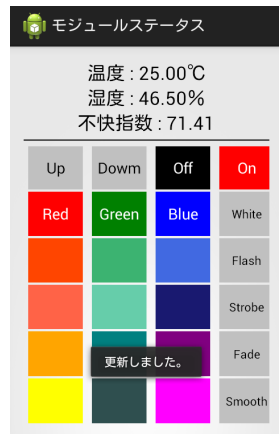 モジュールステータス
温度 : 25.00℃
湿度 : 46.50%
不快指数 : 71.41
Up Dowm Off On
Red Green Blue White
Flash
Strobe
Fade
更新しました。
Smooth